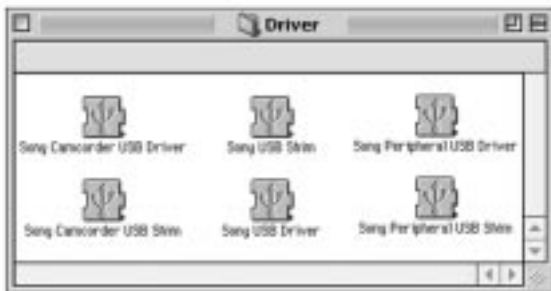 Driver
Sony Camcorder USB Driver
Sony USB Shim
Sony Peripheral USB Driver
Sony Camcorder USB Shim
Sony USB Driver
Sony Peripheral USB Shim